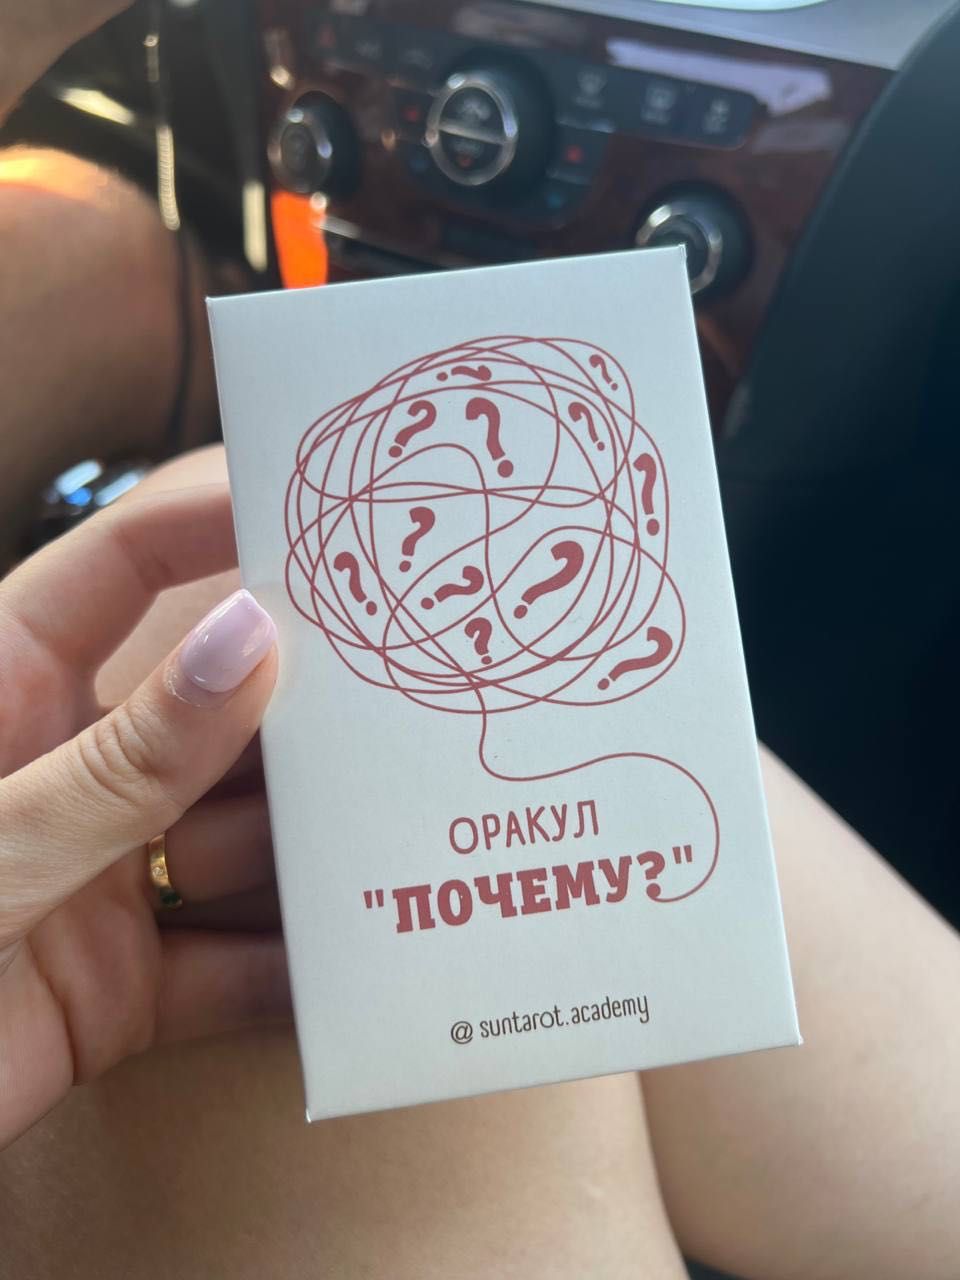 ОРАКУЛ
"ПОЧЕМУ?"
@ suntarot.academy